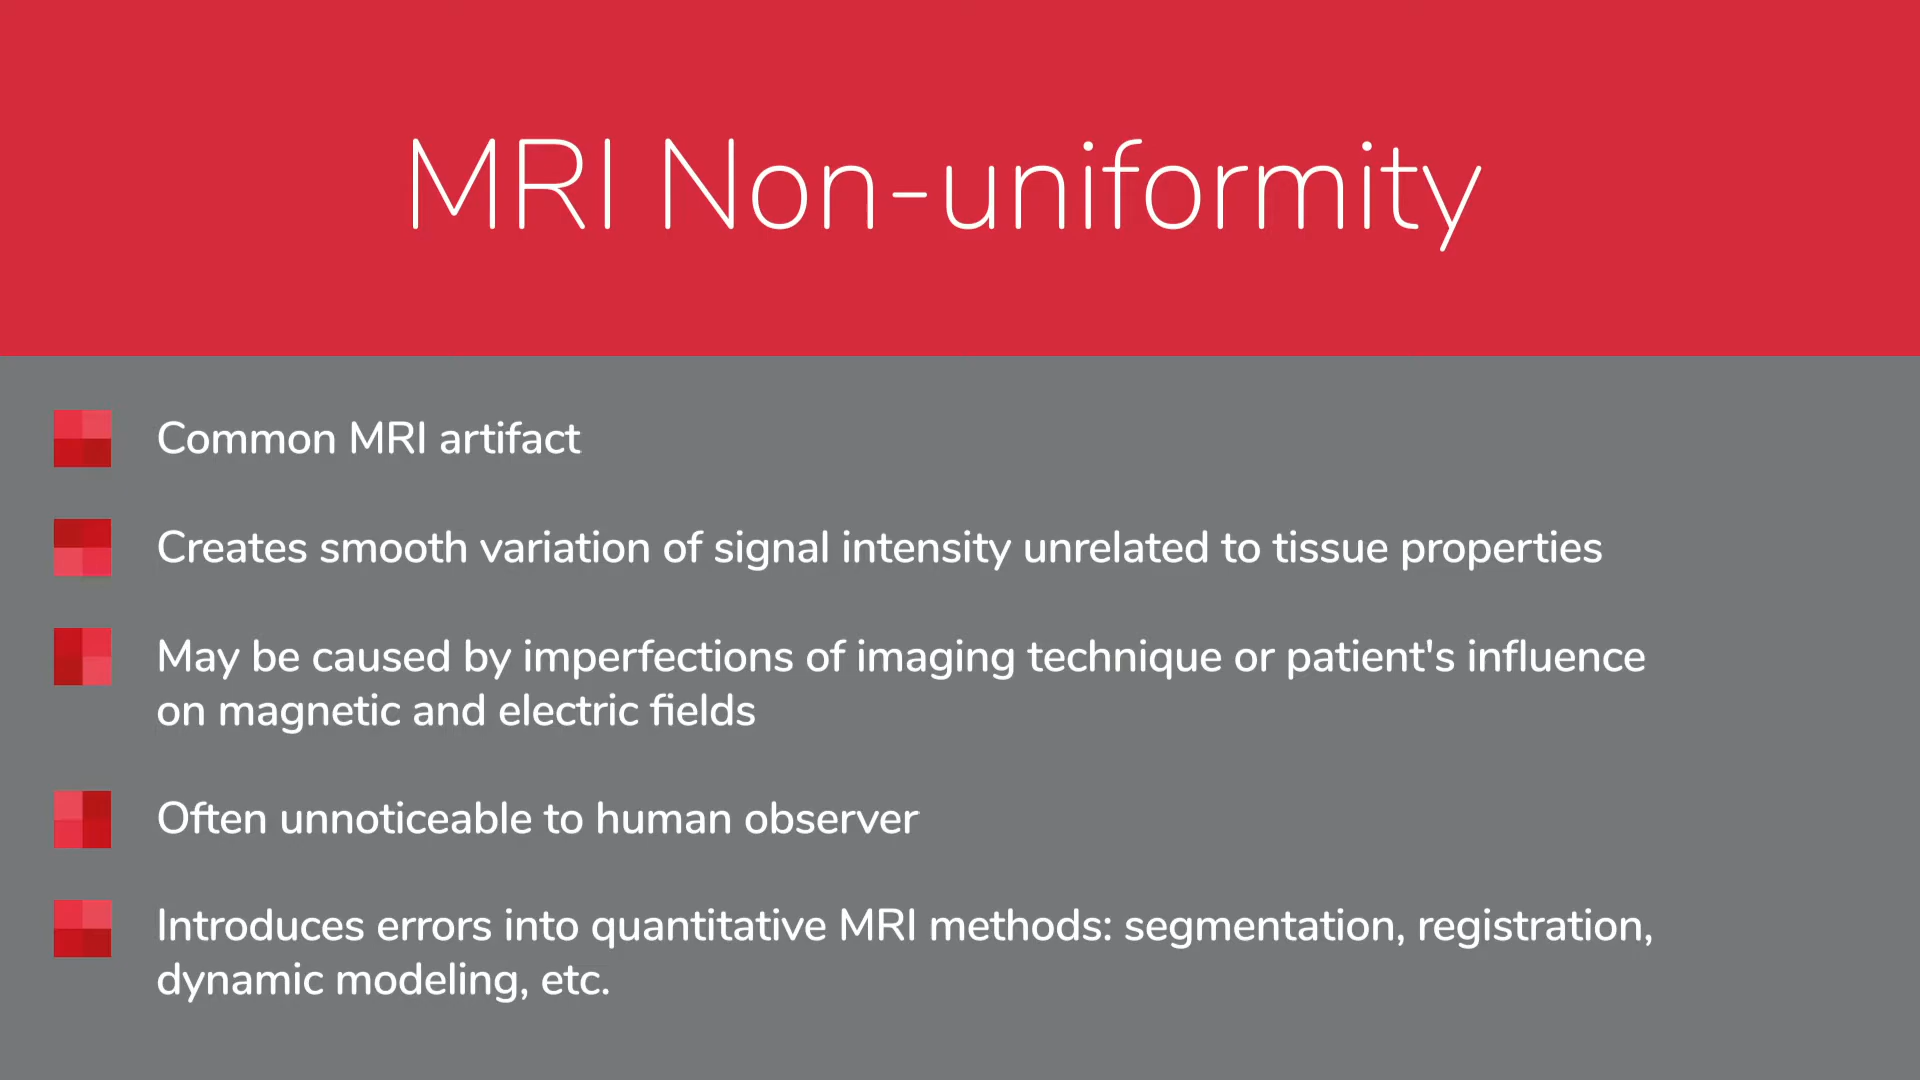 MRI Non-uniformity
Common MRI artifact
Creates smooth variation of signal intensity unrelated to tissue properties
May be caused by imperfections of imaging technique or patient's influence
on magnetic and electric fields
Often unnoticeable to human observer
Introduces errors into quantitative MRI methods: segmentation, registration,
dynamic modeling, etc.